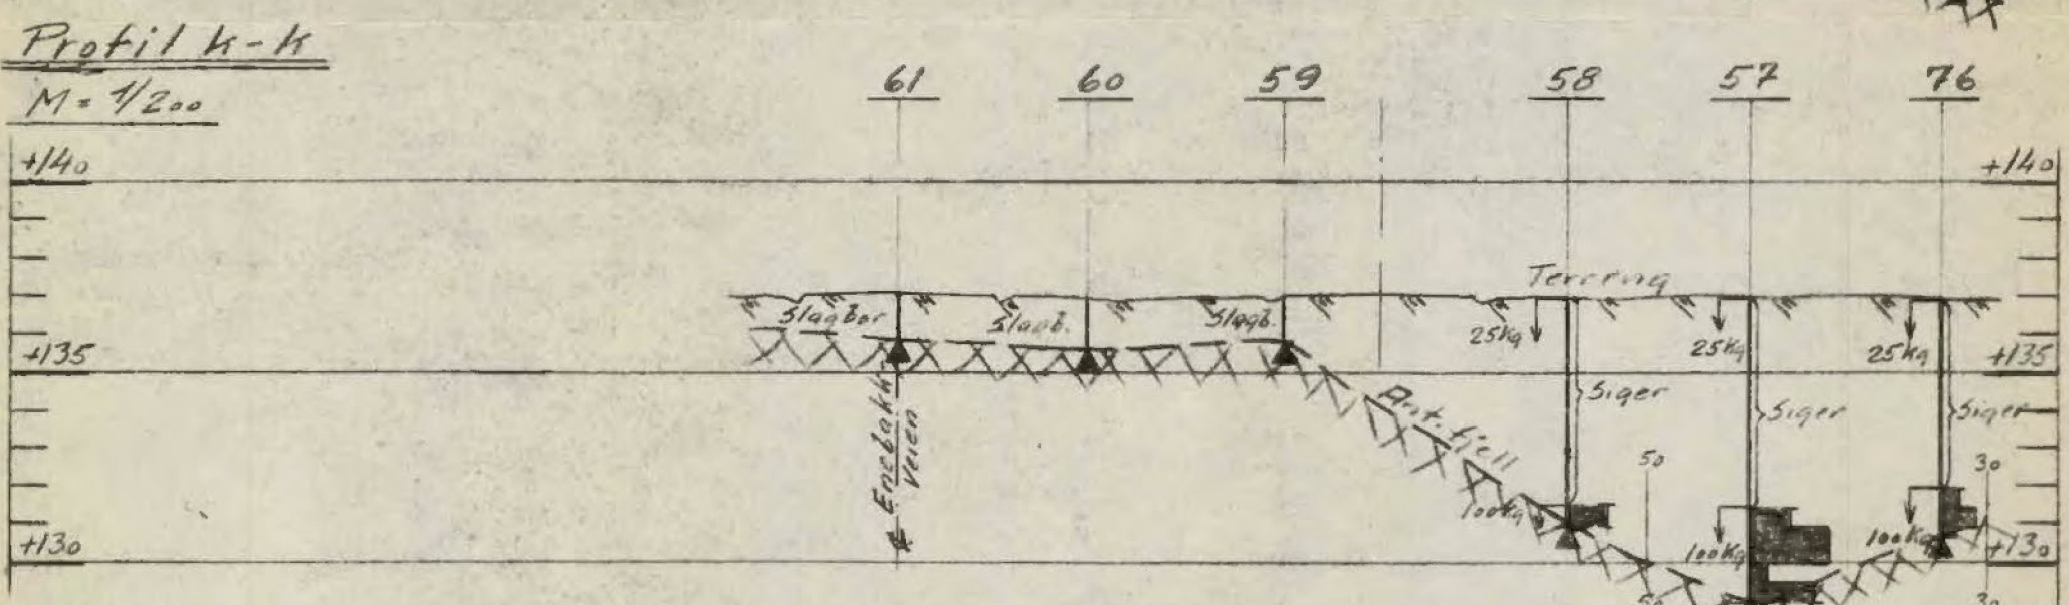 Profil k-k
M = 1/200
61 60 59 58 57 76
+140 +140
Terreng
Slagbor Slagb. Slagb.
25kg 25kg 25kg
+135 +135
Siger Siger Siger
Ant. fjell
Enebakk
veien
50 30
100kg 100kg 100kg
+130 +130
50 30